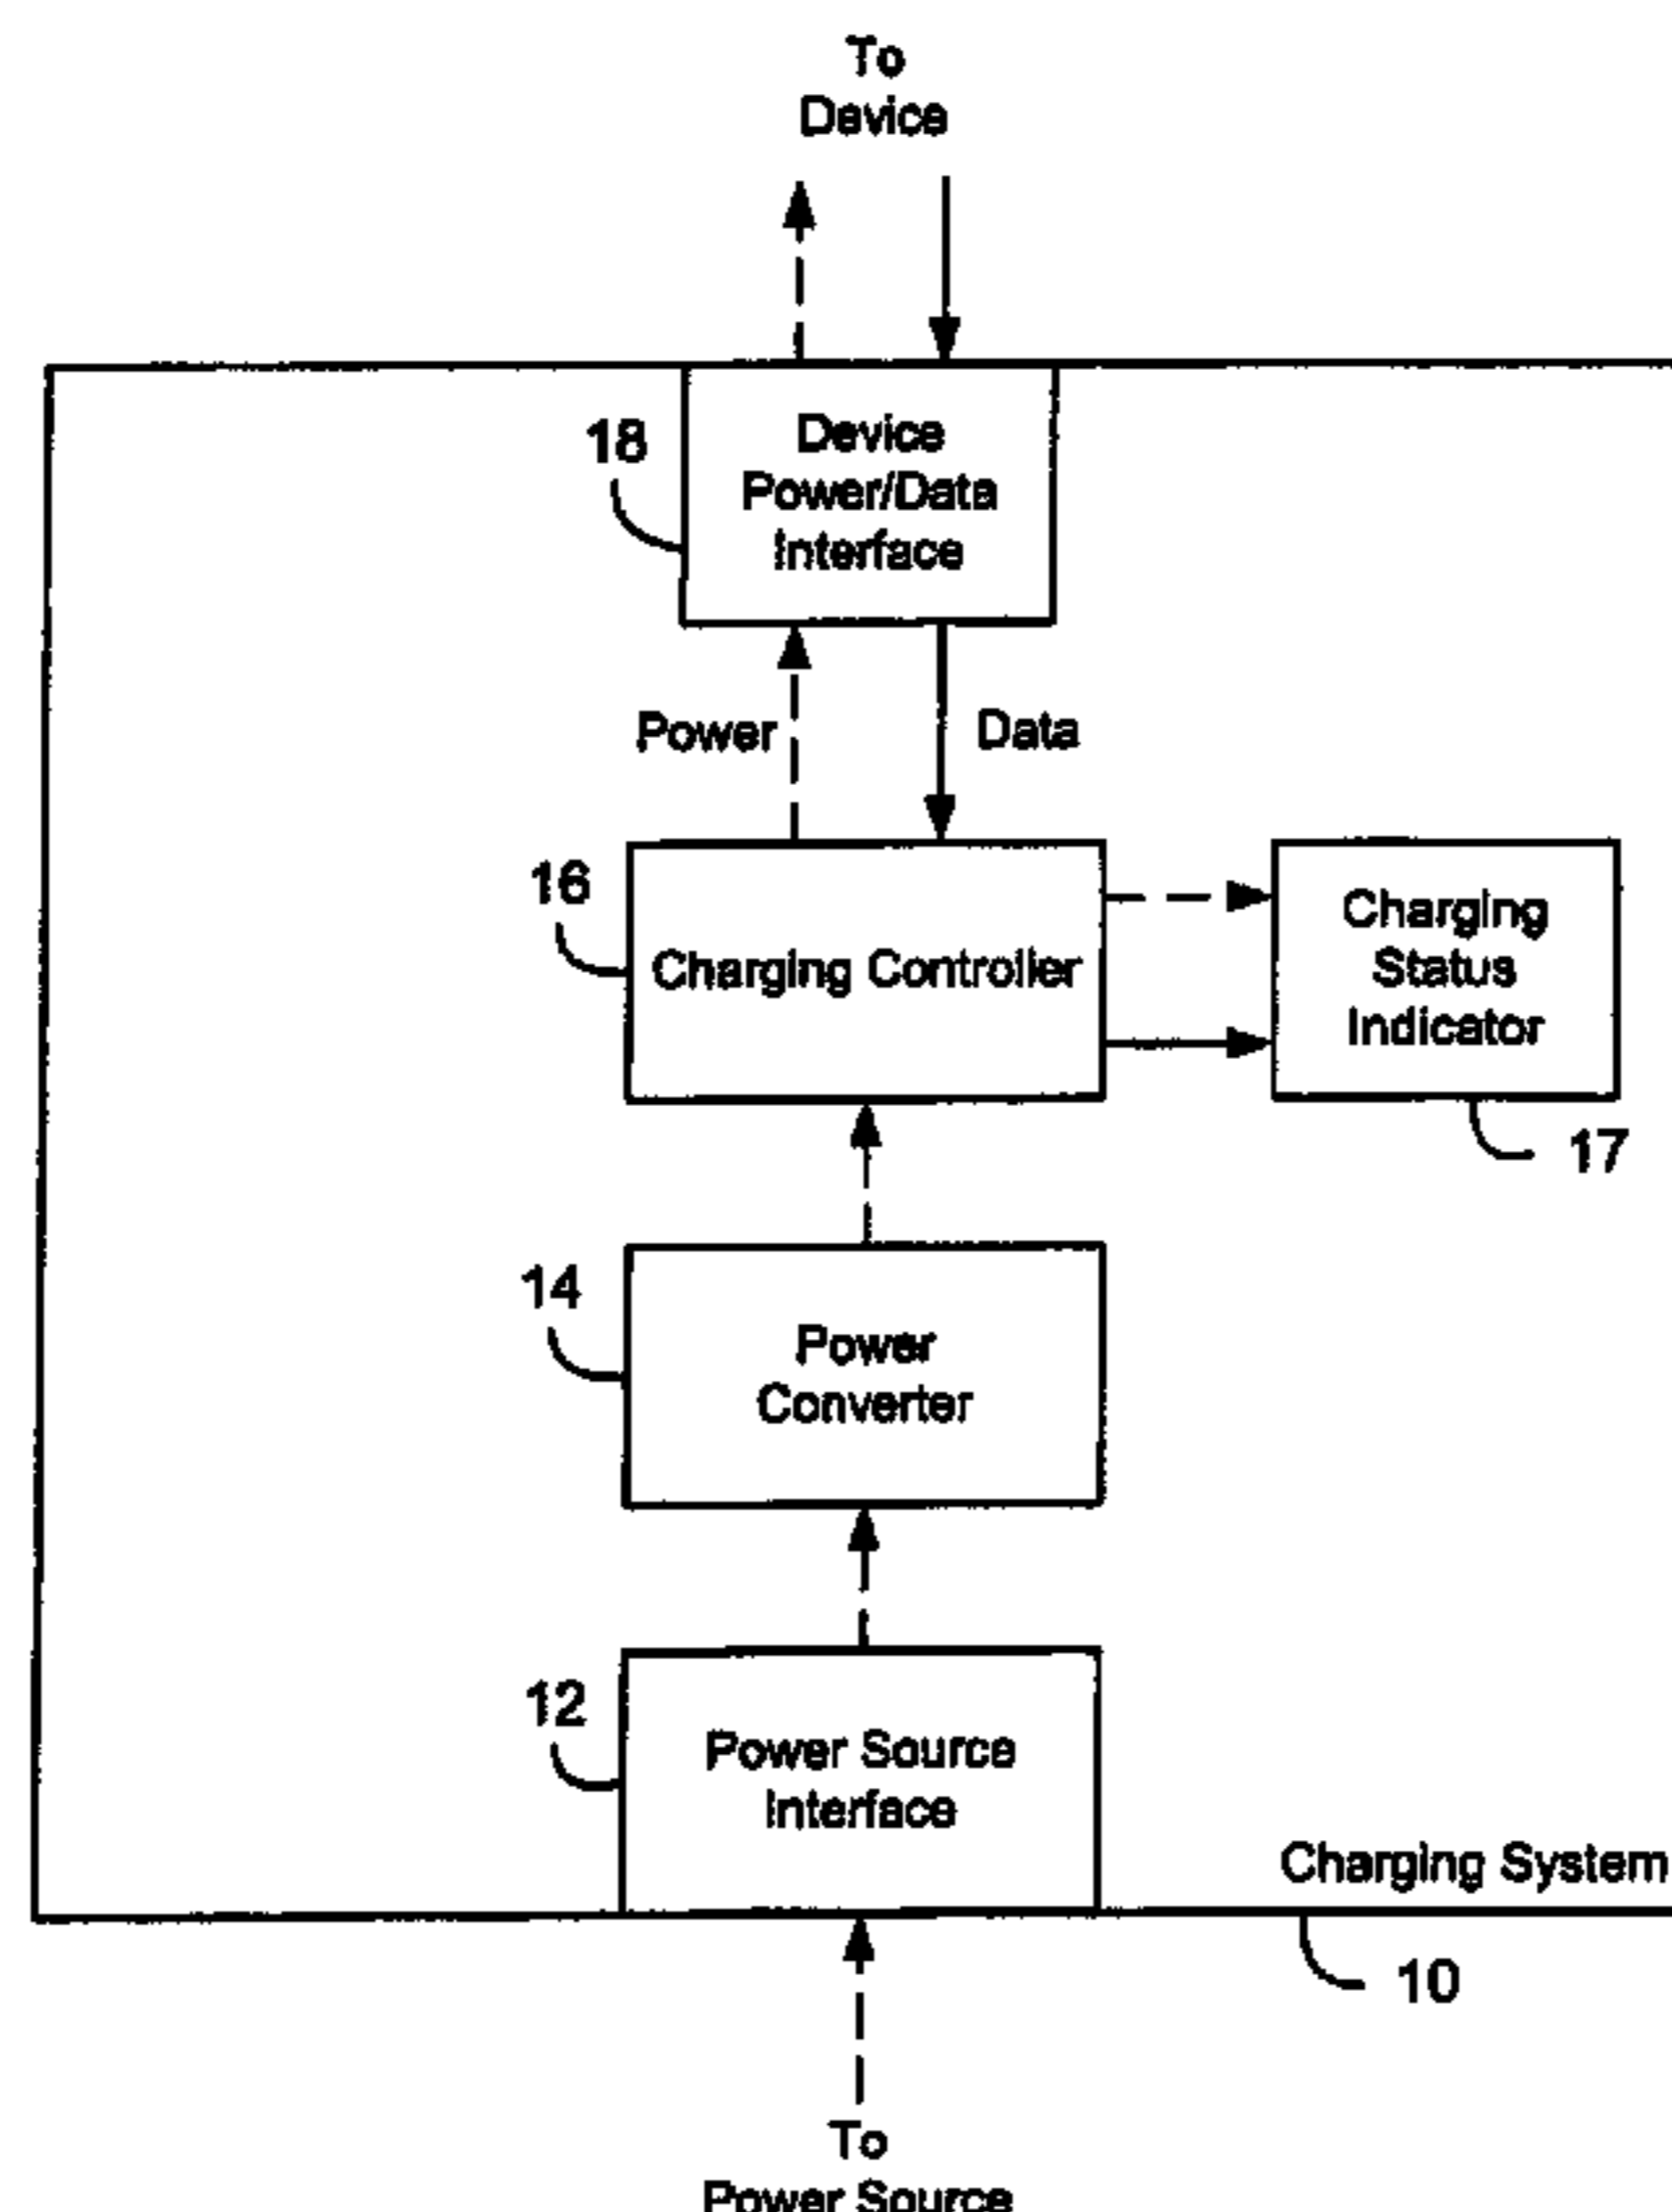 To
Device
18
Device
Power/Data
Interface
Power
Data
16
Charging Controller
Charging
Status
Indicator
17
14
Power
Converter
12
Power Source
Interface
Charging System
10
To
Power Source